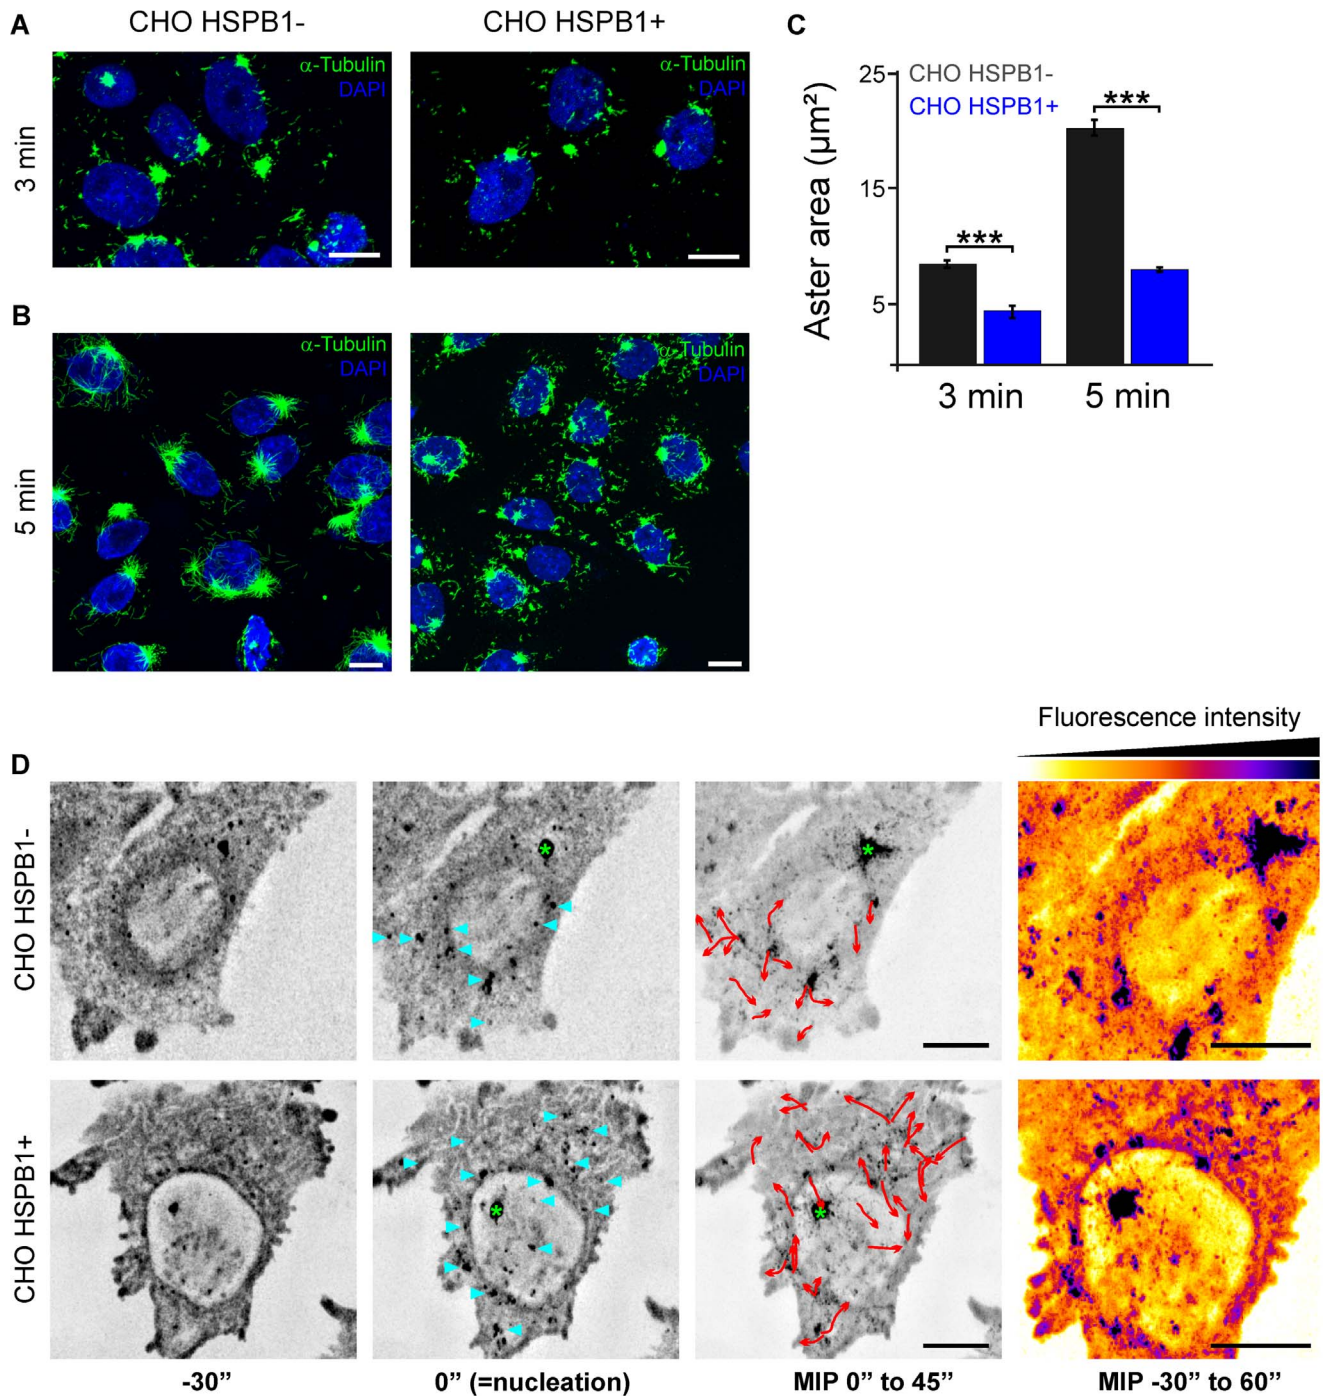 A
CHO HSPB1-
CHO HSPB1+
3 min
α-Tubulin
DAPI
α-Tubulin
DAPI
B
5 min
α-Tubulin
DAPI
α-Tubulin
DAPI
C
CHO HSPB1-
CHO HSPB1+
Aster area (µm²)
25
15
5
***
***
3 min
5 min
Fluorescence intensity
D
CHO HSPB1-
*
*
CHO HSPB1+
*
*
-30”
0” (=nucleation)
MIP 0” to 45”
MIP -30” to 60”